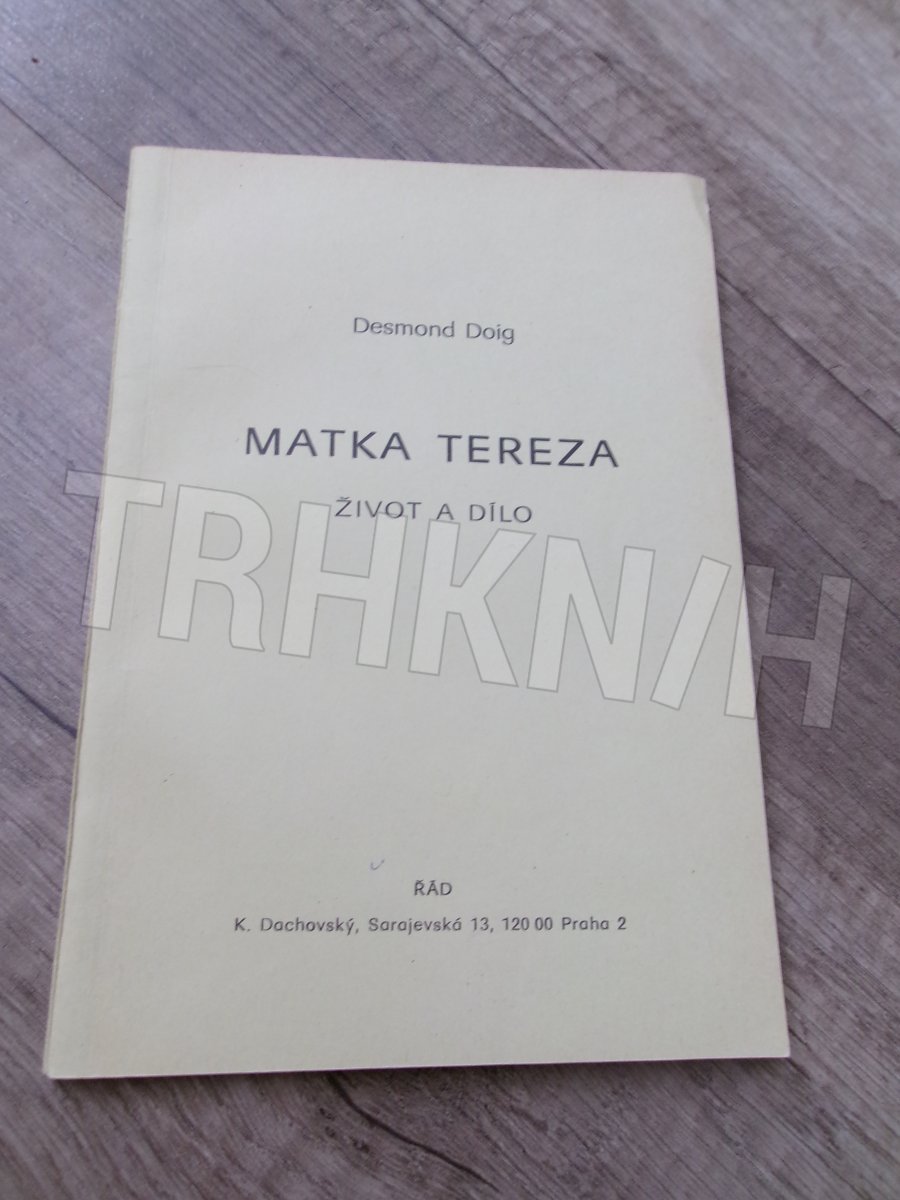 Desmond Doig
MATKA TEREZA
ŽIVOT A DÍLO
TRHKNIH
ŘÁD
K. Dachovský, Sarajevská 13, 120 00 Praha 2